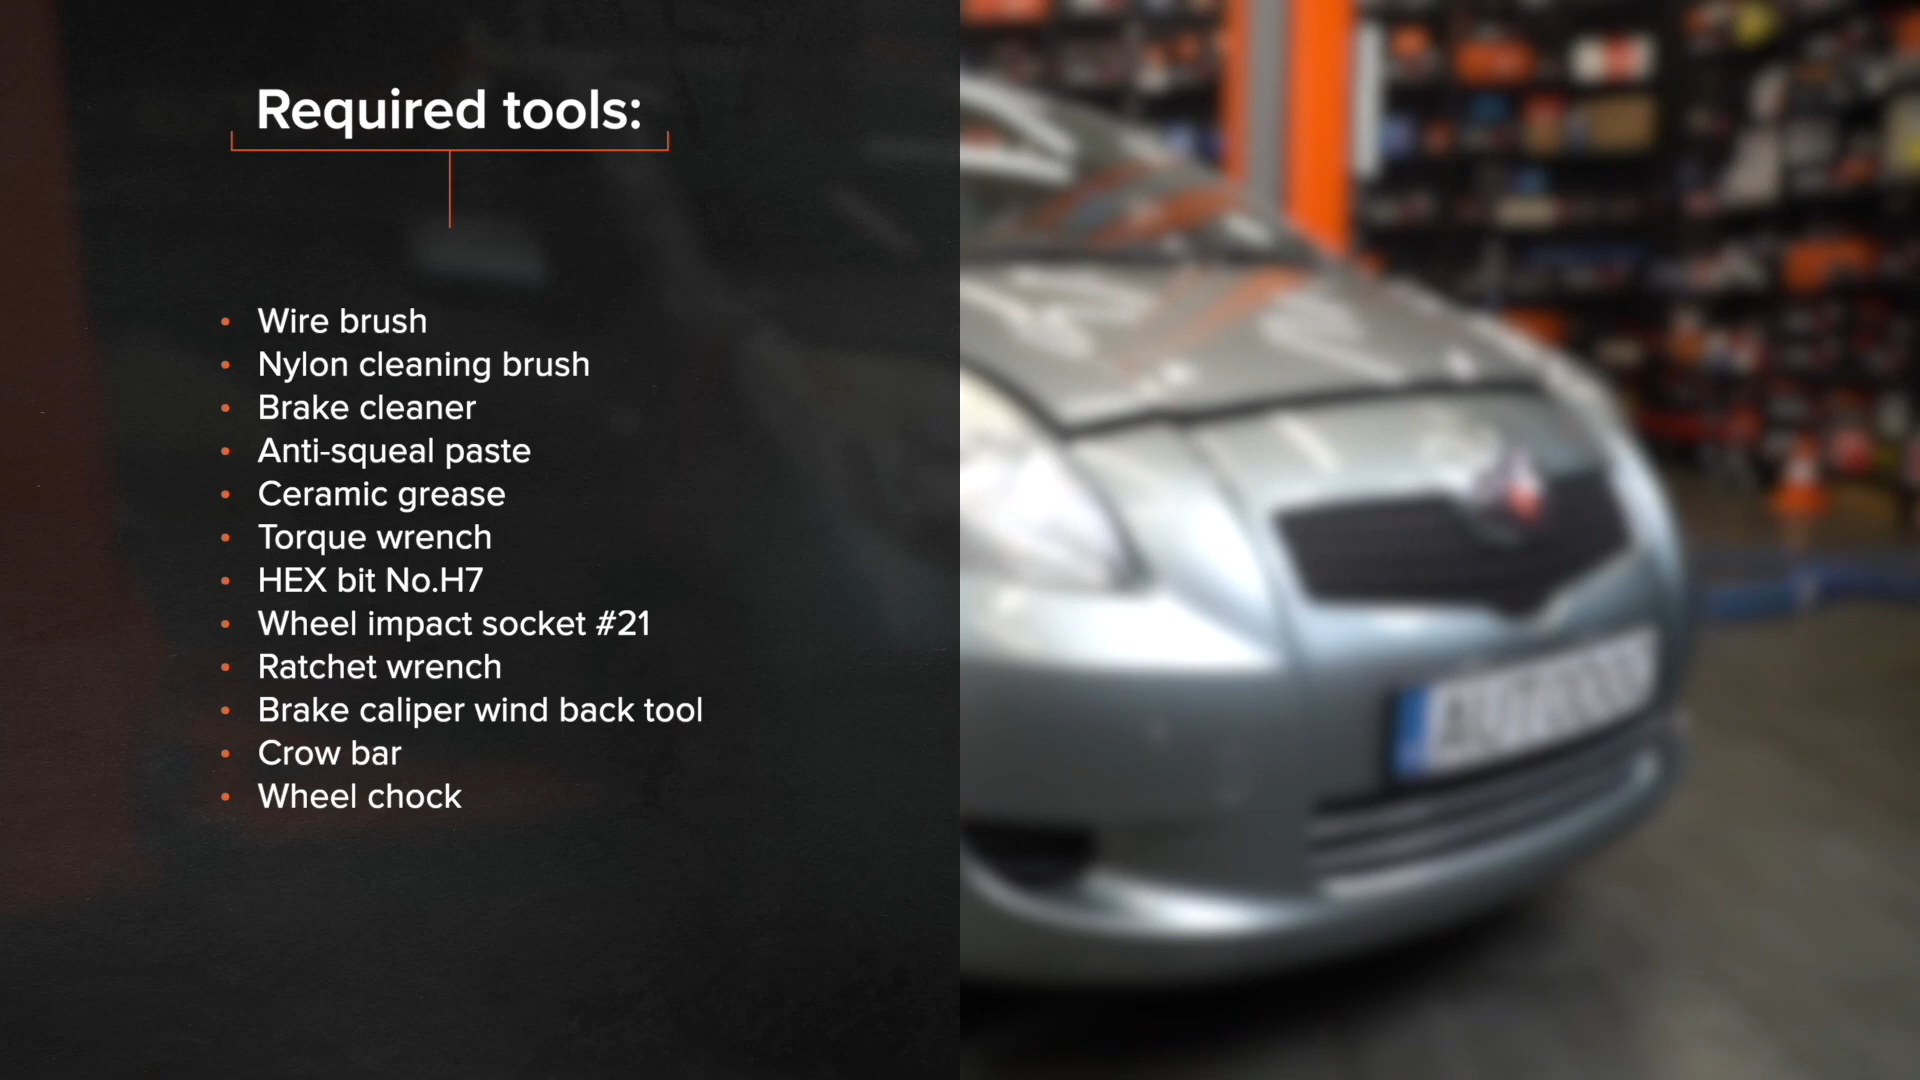 Required tools:
Wire brush
Nylon cleaning brush
Brake cleaner
Anti-squeal paste
Ceramic grease
Torque wrench
HEX bit No.H7
Wheel impact socket #21
Ratchet wrench
Brake caliper wind back tool
Crow bar
Wheel chock